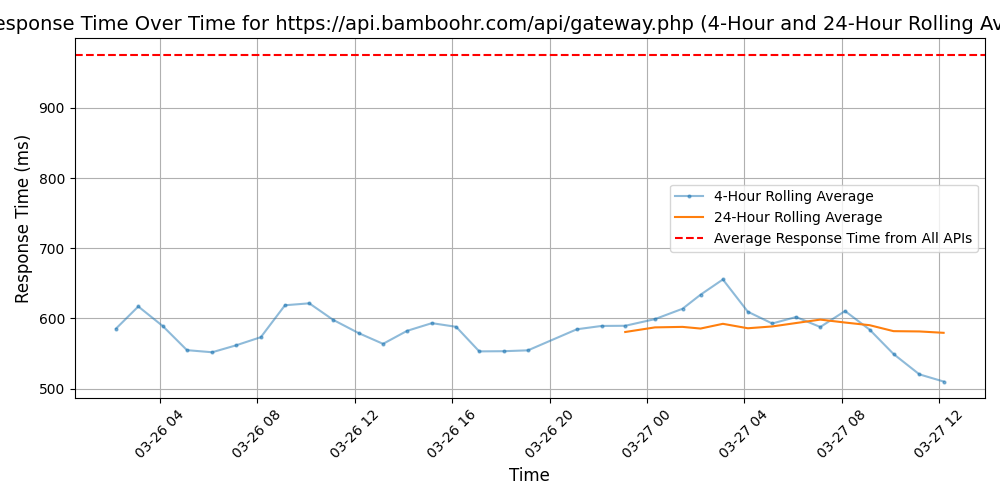 esponse Time Over Time for https://api.bamboohr.com/api/gateway.php (4-Hour and 24-Hour Rolling Av
Response Time (ms)
900
800
700
600
500
4-Hour Rolling Average
24-Hour Rolling Average
Average Response Time from All APIs
03-26 04
03-26 08
03-26 12
03-26 16
03-26 20
03-27 00
03-27 04
03-27 08
03-27 12
Time